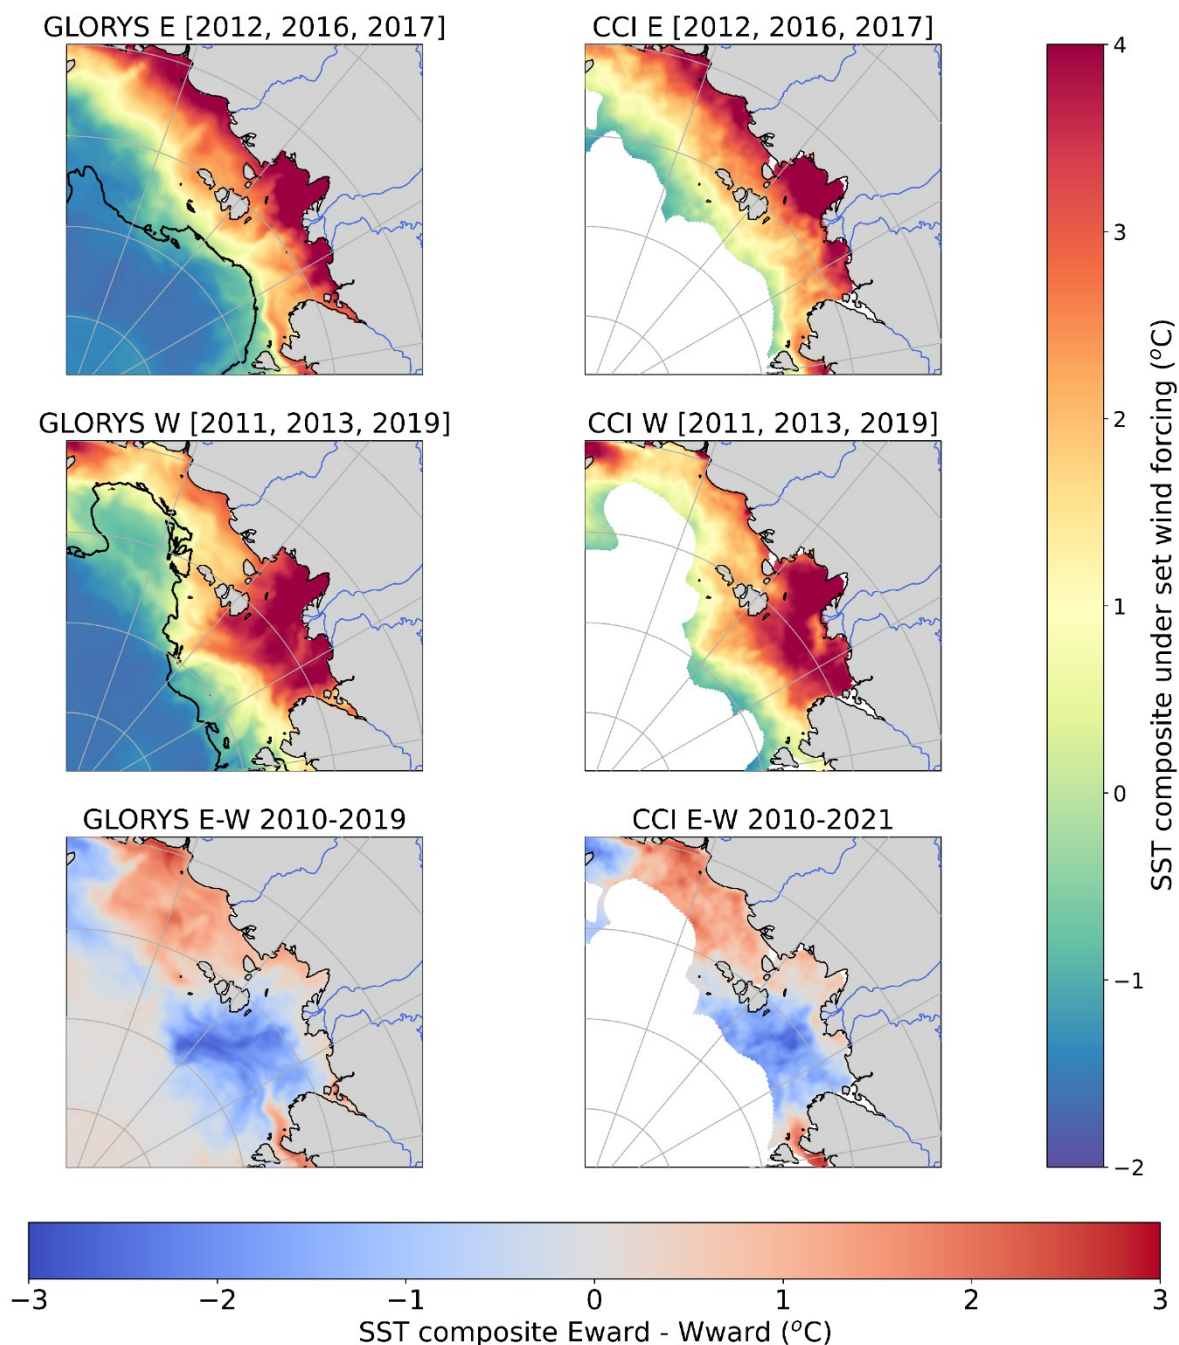 GLORYS E [2012, 2016, 2017]
CCI E [2012, 2016, 2017]
GLORYS W [2011, 2013, 2019]
CCI W [2011, 2013, 2019]
GLORYS E-W 2010-2019
CCI E-W 2010-2021
4
3
2
1
0
−1
−2
SST composite under set wind forcing (°C)
−3 −2 −1 0 1 2 3
SST composite Eward - Wward (°C)